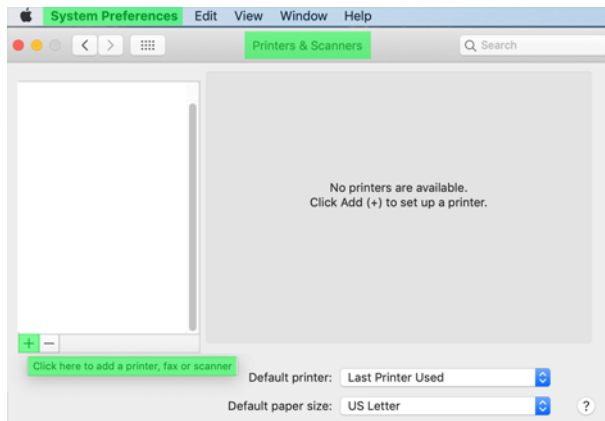 System Preferences Edit View Window Help
Printers & Scanners
Search
No printers are available.
Click Add (+) to set up a printer.
+ −
Click here to add a printer, fax or scanner
Default printer: Last Printer Used
Default paper size: US Letter
?